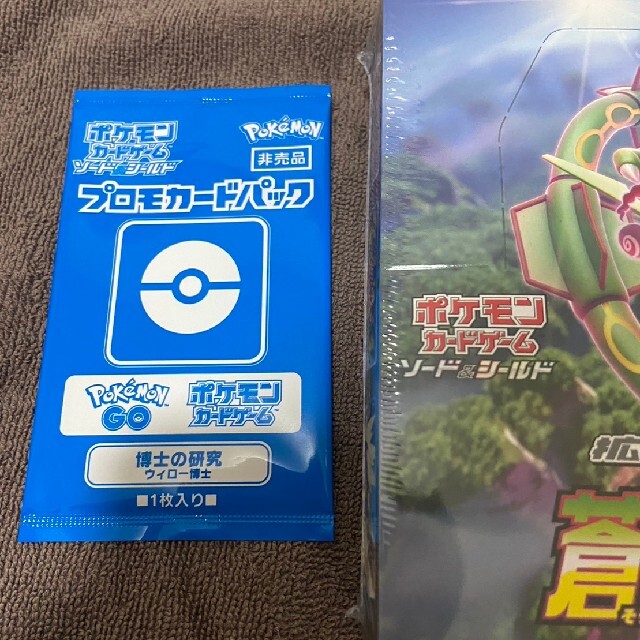 ポケモン
カードゲーム
ソード&シールド
Pokémon
非売品
プロモカードパック
Pokémon
GO
ポケモン
カードゲーム
博士の研究
ウィロー博士
■1枚入り■
ポケモン
カードゲーム
ソード&シールド
拡
蒼